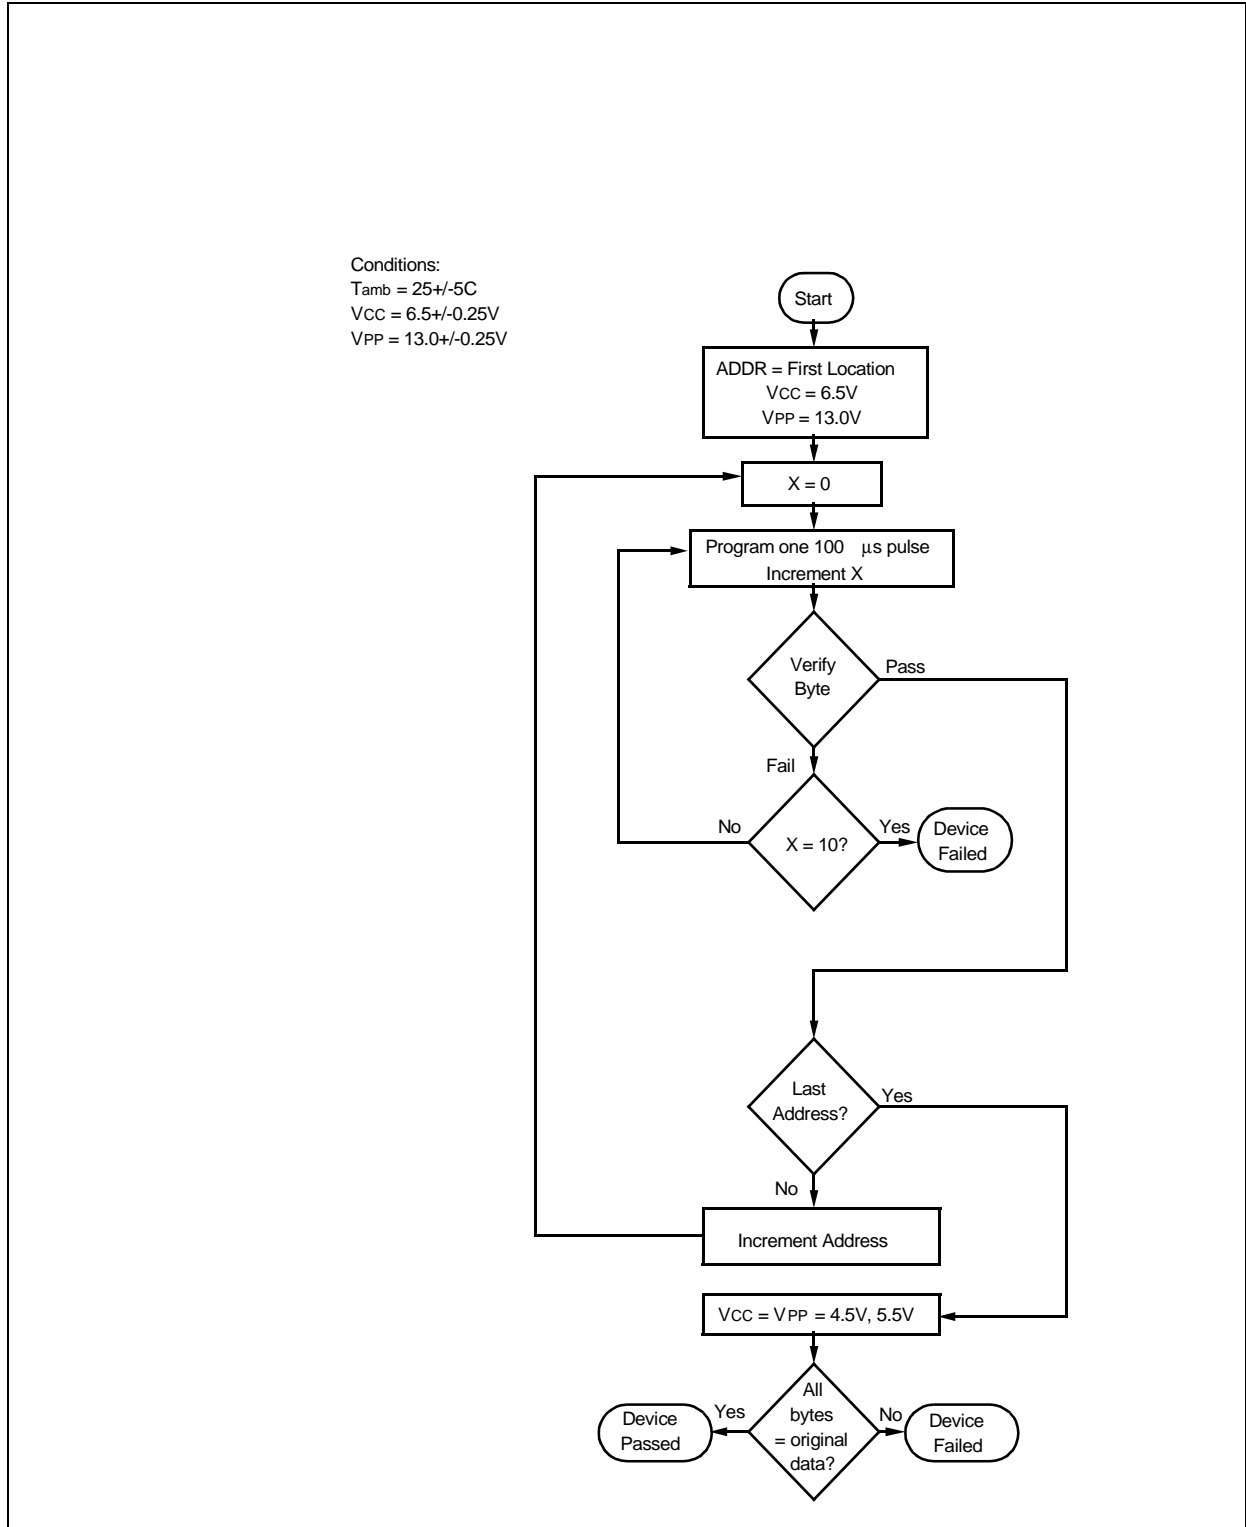 Conditions:
Tamb = 25+/-5C
VCC = 6.5+/-0.25V
VPP = 13.0+/-0.25V
Start
ADDR = First Location
VCC = 6.5V
VPP = 13.0V
X = 0
Program one 100 µs pulse
Increment X
Verify
Byte
Pass
Fail
No
X = 10?
Yes
Device
Failed
Last
Address?
Yes
No
Increment Address
VCC = VPP = 4.5V, 5.5V
All
bytes
= original
data?
Yes
Device
Passed
No
Device
Failed